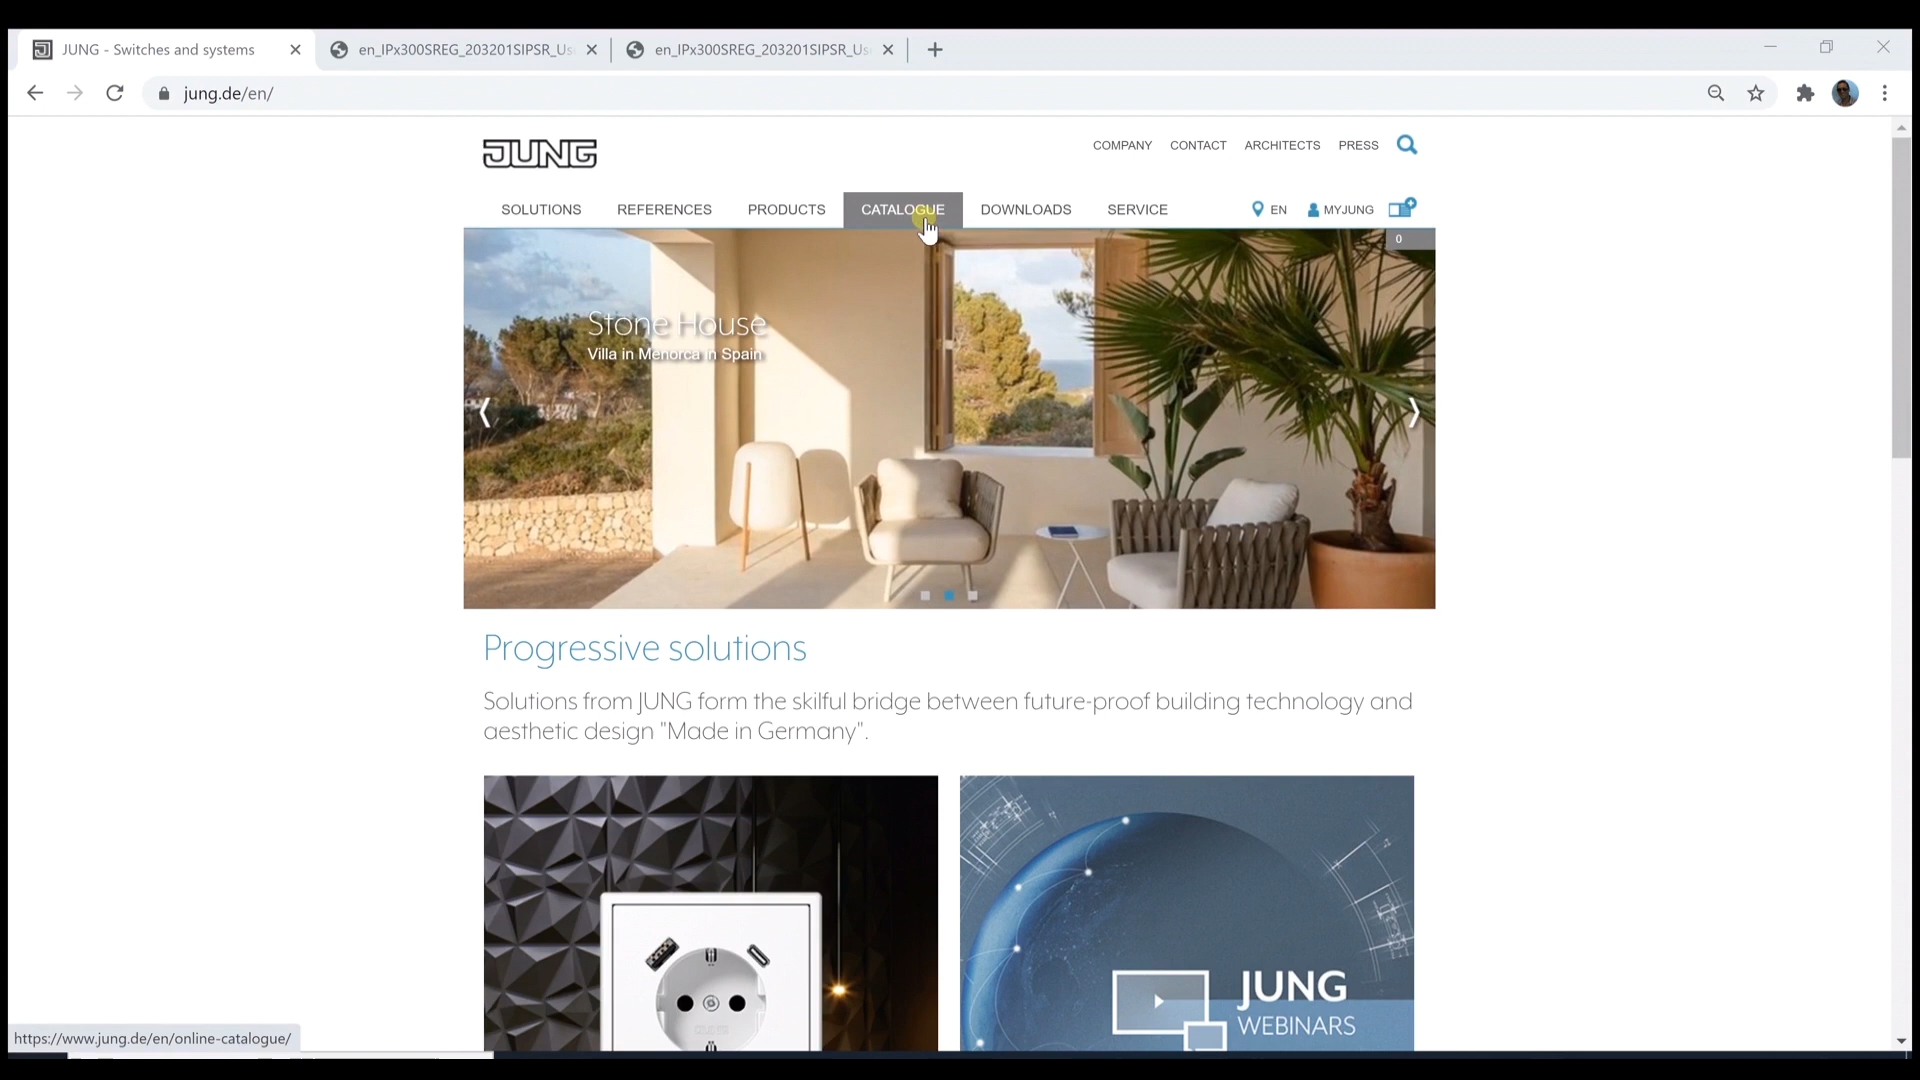 JUNG - Switches and systems
en_IPx300SREG_203201SIPSR_Us
en_IPx300SREG_203201SIPSR_Us
jung.de/en/
JUNG
COMPANY CONTACT ARCHITECTS PRESS
SOLUTIONS REFERENCES PRODUCTS CATALOGUE DOWNLOADS SERVICE EN MYJUNG
0
Stone House
Villa in Menorca in Spain
Progressive solutions
Solutions from JUNG form the skilful bridge between future-proof building technology and
aesthetic design "Made in Germany".
JUNG
WEBINARS
https://www.jung.de/en/online-catalogue/